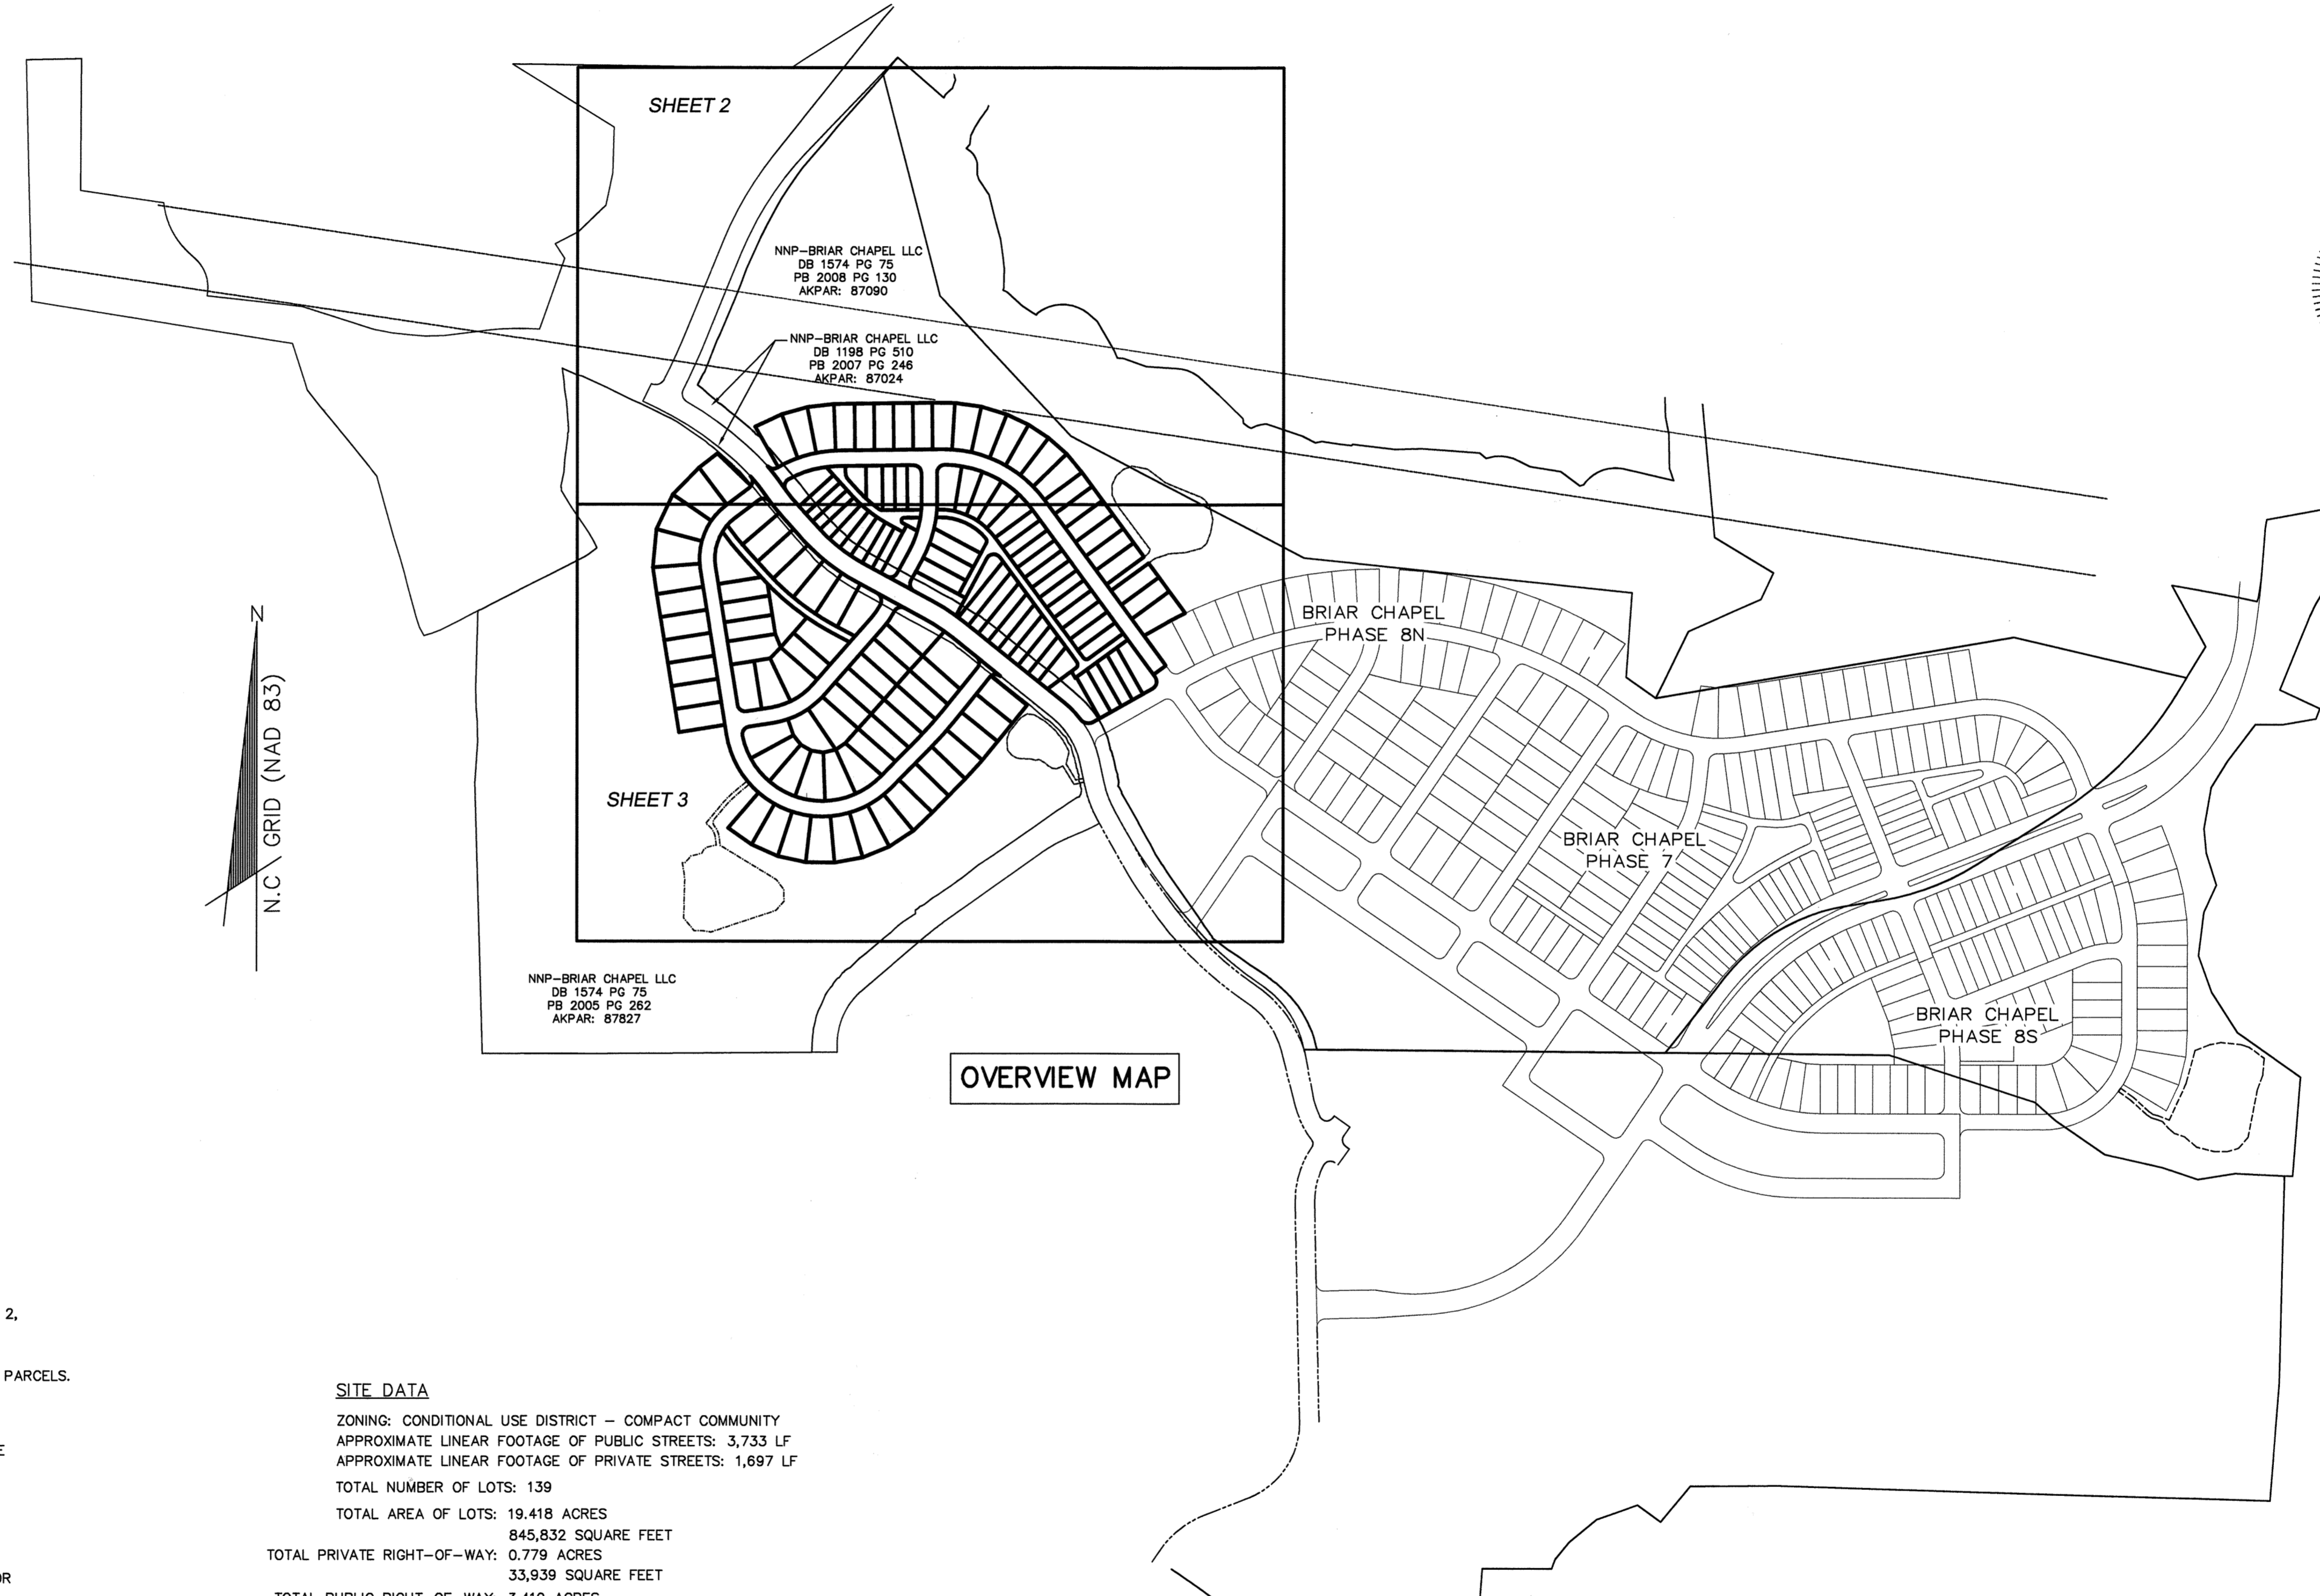 SHEET 2
NNP-BRIAR CHAPEL LLC
DB 1574 PG 75
PB 2008 PG 130
AKPAR: 87090
NNP-BRIAR CHAPEL LLC
DB 1198 PG 510
PB 2007 PG 246
AKPAR: 87024
N
N.C GRID (NAD 83)
BRIAR CHAPEL
PHASE 8N
SHEET 3
BRIAR CHAPEL
PHASE 7
NNP-BRIAR CHAPEL LLC
DB 1574 PG 75
PB 2005 PG 262
AKPAR: 87827
BRIAR CHAPEL
PHASE 8S
OVERVIEW MAP
2,
PARCELS.
SITE DATA
ZONING: CONDITIONAL USE DISTRICT – COMPACT COMMUNITY
APPROXIMATE LINEAR FOOTAGE OF PUBLIC STREETS: 3,733 LF
APPROXIMATE LINEAR FOOTAGE OF PRIVATE STREETS: 1,697 LF
TOTAL NUMBER OF LOTS: 139
TOTAL AREA OF LOTS: 19.418 ACRES
845,832 SQUARE FEET
TOTAL PRIVATE RIGHT-OF-WAY: 0.779 ACRES
33,939 SQUARE FEET
TOTAL PUBLIC RIGHT-OF-WAY: